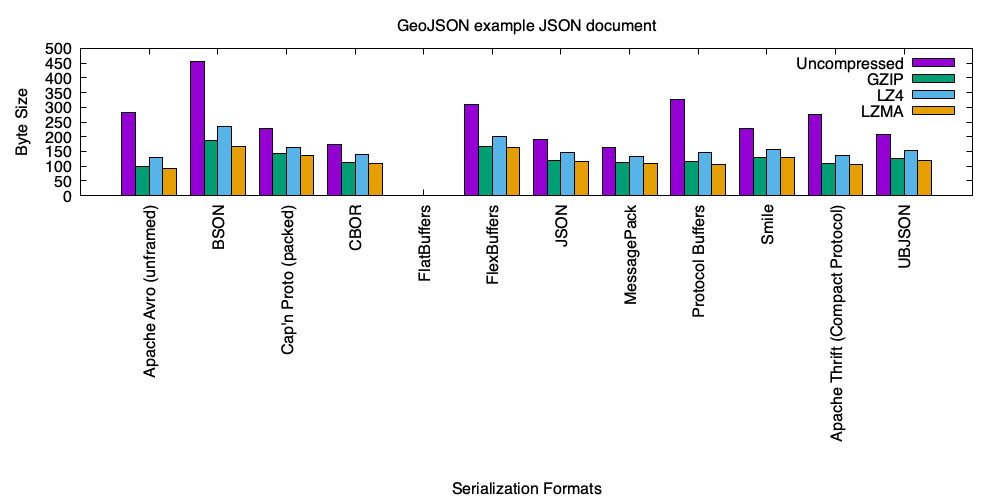 GeoJSON example JSON document
Byte Size
500
450
400
350
300
250
200
150
100
50
0
Uncompressed
GZIP
LZ4
LZMA
Apache Avro (unframed)
BSON
Cap'n Proto (packed)
CBOR
FlatBuffers
FlexBuffers
JSON
MessagePack
Protocol Buffers
Smile
Apache Thrift (Compact Protocol)
UBJSON
Serialization Formats